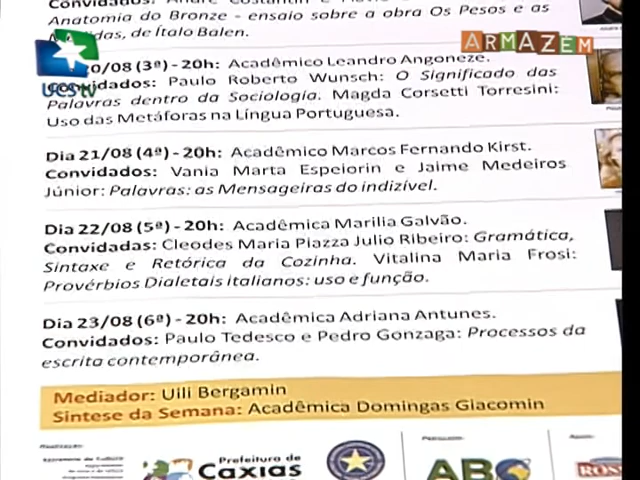 Anatomia do Bronze - ensaio sobre a obra Os Pesos e as
de Ítalo Balen.
ARMAZÉM
UCStv
20/08 (3ª) - 20h: Acadêmico Leandro Angoneze.
Convidados: Paulo Roberto Wunsch: O Significado das
Palavras dentro da Sociologia. Magda Corsetti Torresini:
Uso das Metáforas na Língua Portuguesa.
Dia 21/08 (4ª) - 20h: Acadêmico Marcos Fernando Kirst.
Convidados: Vania Marta Espeiorin e Jaime Medeiros
Júnior: Palavras: as Mensageiras do indizível.
Dia 22/08 (5ª) - 20h: Acadêmica Marilia Galvão.
Convidadas: Cleodes Maria Piazza Julio Ribeiro: Gramática,
Sintaxe e Retórica da Cozinha. Vitalina Maria Frosi:
Provérbios Dialetais italianos: uso e função.
Dia 23/08 (6ª) - 20h: Acadêmica Adriana Antunes.
Convidados: Paulo Tedesco e Pedro Gonzaga: Processos da
escrita contemporânea.
Mediador: Uili Bergamin
Síntese da Semana: Acadêmica Domingas Giacomin
Prefeitura de
CAXIAS